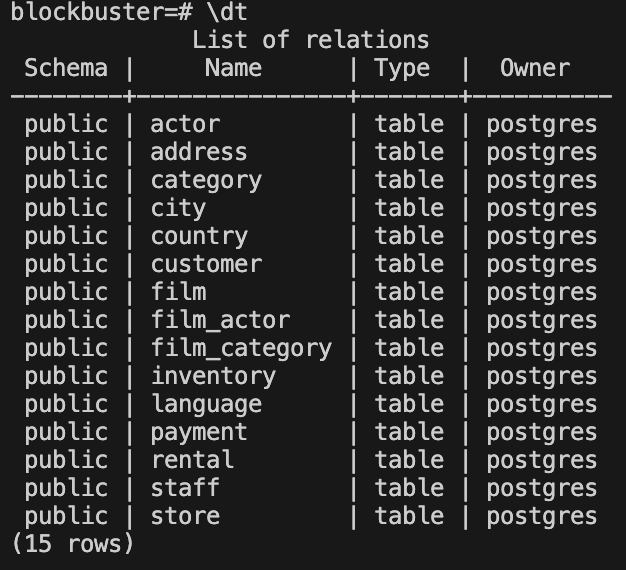 blockbuster=# \dt
             List of relations
 Schema |     Name      | Type  |  Owner
--------+---------------+-------+----------
 public | actor         | table | postgres
 public | address       | table | postgres
 public | category      | table | postgres
 public | city          | table | postgres
 public | country       | table | postgres
 public | customer      | table | postgres
 public | film          | table | postgres
 public | film_actor    | table | postgres
 public | film_category | table | postgres
 public | inventory     | table | postgres
 public | language      | table | postgres
 public | payment       | table | postgres
 public | rental        | table | postgres
 public | staff         | table | postgres
 public | store         | table | postgres
(15 rows)